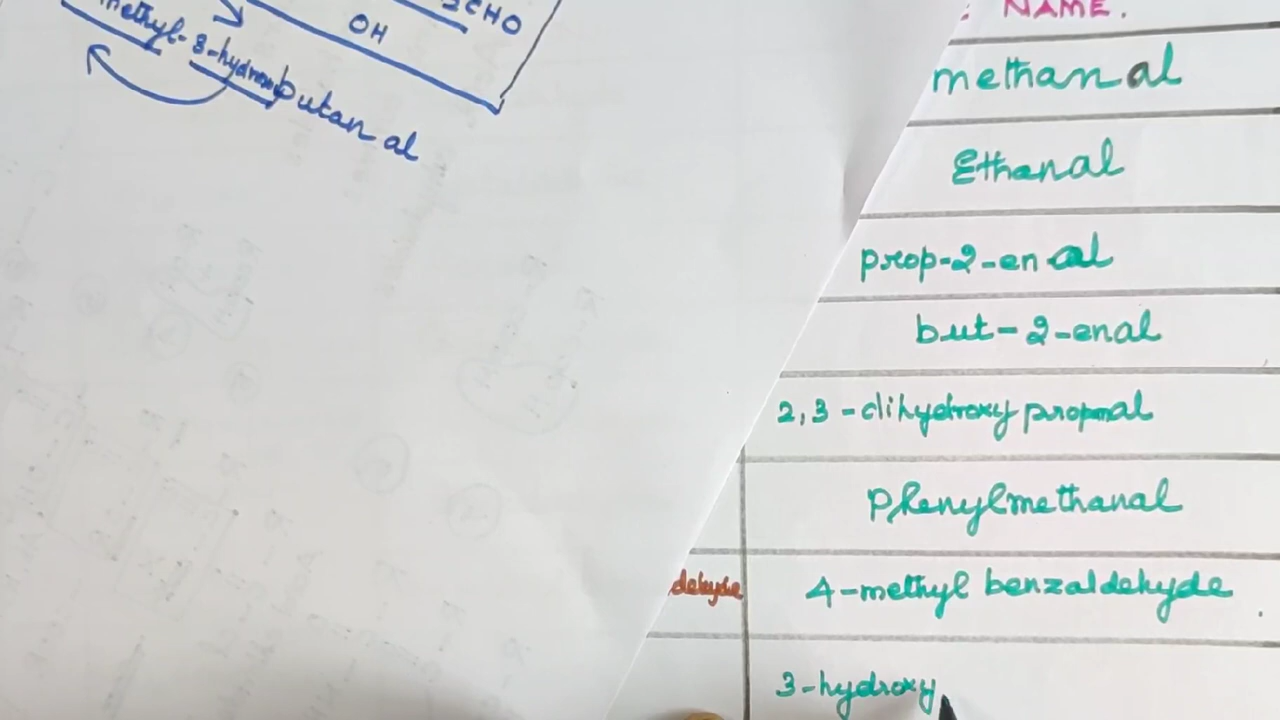 CHO
OH
methyl-3-hydroxybutanal
: NAME.
methanal
Ethanal
prop-2-enal
but-2-enal
2,3-dihydroxy propanal
Phenylmethanal
dehyde
4-methyl benzaldehyde
3-hydroxy